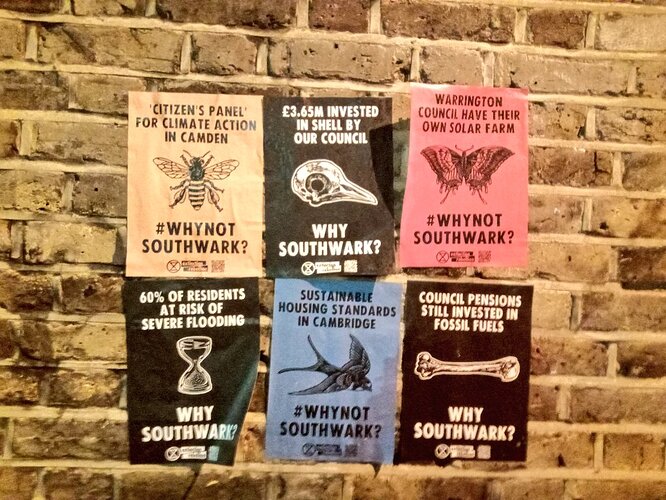 'CITIZEN'S PANEL'
FOR CLIMATE ACTION
IN CAMDEN
#WHYNOT
SOUTHWARK?
£3.65M INVESTED
IN SHELL BY
OUR COUNCIL
WHY
SOUTHWARK?
WARRINGTON
COUNCIL HAVE THEIR
OWN SOLAR FARM
#WHYNOT
SOUTHWARK?
60% OF RESIDENTS
AT RISK OF
SEVERE FLOODING
WHY
SOUTHWARK?
SUSTAINABLE
HOUSING STANDARDS
IN CAMBRIDGE
#WHYNOT
SOUTHWARK?
COUNCIL PENSIONS
STILL INVESTED IN
FOSSIL FUELS
WHY
SOUTHWARK?